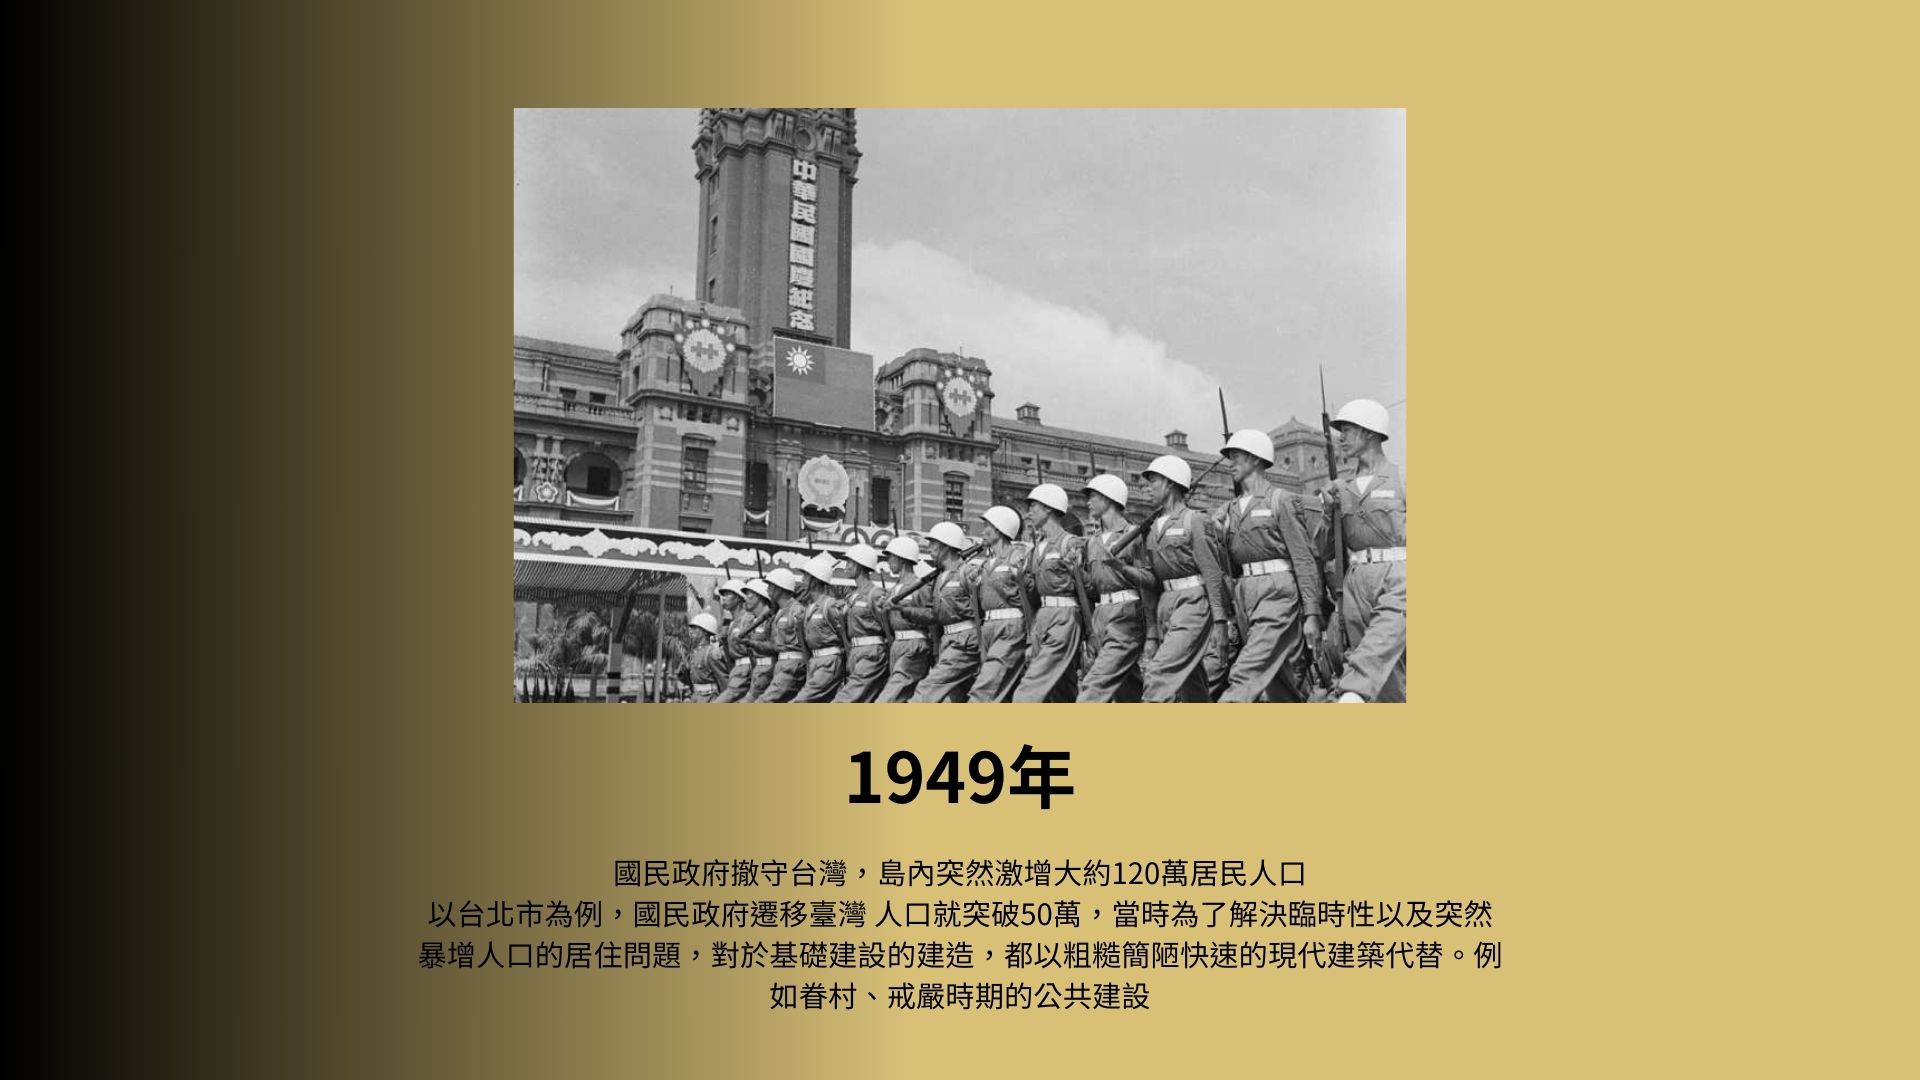 中華民國國慶紀念
1949年
國民政府撤守台灣，島內突然激增大約120萬居民人口
以台北市為例，國民政府遷移臺灣 人口就突破50萬，當時為了解決臨時性以及突然
暴增人口的居住問題，對於基礎建設的建造，都以粗糙簡陋快速的現代建築代替。例
如眷村、戒嚴時期的公共建設